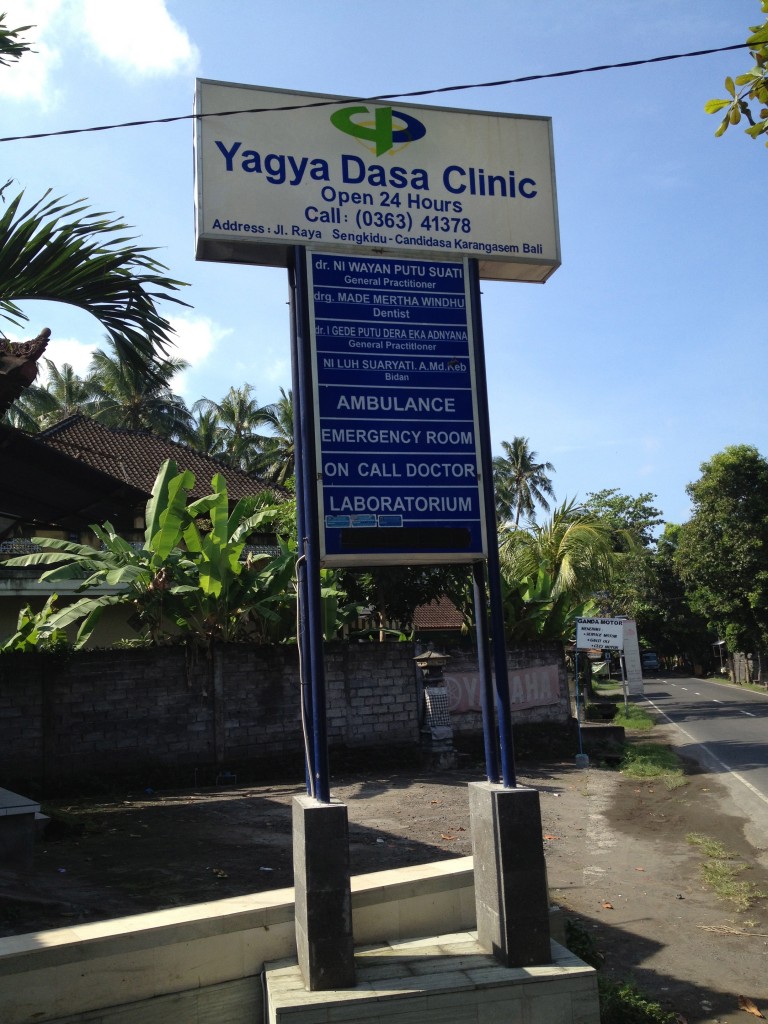 Yagya Dasa Clinic
Open 24 Hours
Call: (0363) 41378
Address: Jl. Raya Sengkidu - Candidasa Karangasem Bali
dr. NI WAYAN PUTU SUATI
General Practitioner
drg. MADE MERTHA WINDHU
Dentist
dr. I GEDE PUTU DERA EKA ADNYANA
General Practitioner
NI LUH SUARYATI. A.Md.Keb
Bidan
AMBULANCE
EMERGENCY ROOM
ON CALL DOCTOR
LABORATORIUM
MOTOR
YAMAHA